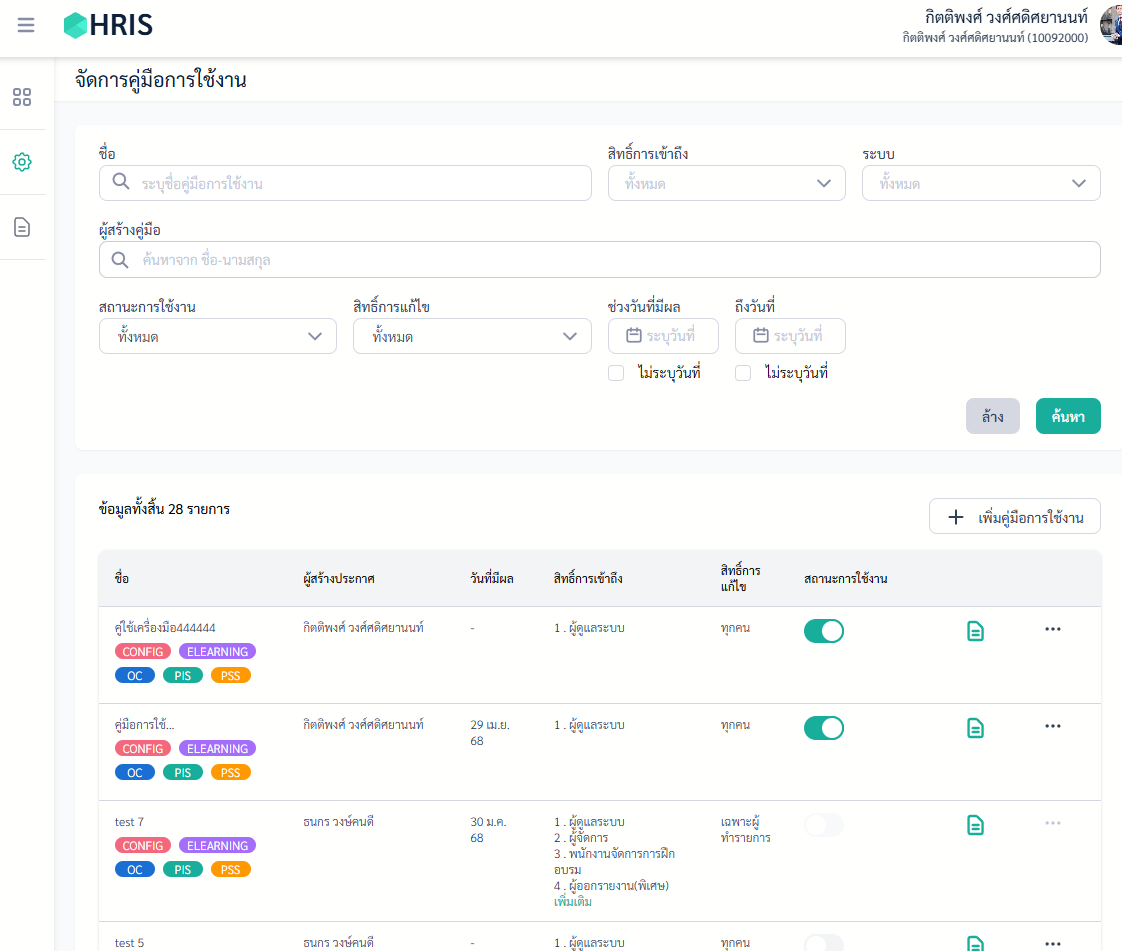 HRIS
กิตติพงศ์ วงศ์ศดิศยานนท์
กิตติพงศ์ วงศ์ศดิศยานนท์ (10092000)
จัดการคู่มือการใช้งาน
ชื่อ
สิทธิ์การเข้าถึง
ระบบ
ระบุชื่อคู่มือการใช้งาน
ทั้งหมด
ทั้งหมด
ผู้สร้างคู่มือ
ค้นหาจาก ชื่อ-นามสกุล
สถานะการใช้งาน
สิทธิ์การแก้ไข
ช่วงวันที่มีผล
ถึงวันที่
ทั้งหมด
ทั้งหมด
ระบุวันที่
ระบุวันที่
ไม่ระบุวันที่
ไม่ระบุวันที่
ล้าง
ค้นหา
ข้อมูลทั้งสิ้น 28 รายการ
เพิ่มคู่มือการใช้งาน
ชื่อ
ผู้สร้างประกาศ
วันที่มีผล
สิทธิ์การเข้าถึง
สิทธิ์การ
แก้ไข
สถานะการใช้งาน
คู่ใช้เครื่องมือ444444
CONFIG ELEARNING
OC PIS PSS
กิตติพงศ์ วงศ์ศดิศยานนท์
-
1 . ผู้ดูแลระบบ
ทุกคน
คู่มือการใช้...
CONFIG ELEARNING
OC PIS PSS
กิตติพงศ์ วงศ์ศดิศยานนท์
29 เม.ย.
68
1 . ผู้ดูแลระบบ
ทุกคน
test 7
CONFIG ELEARNING
OC PIS PSS
ธนกร วงษ์คนดี
30 ม.ค.
68
1 . ผู้ดูแลระบบ
2 . ผู้จัดการ
3 . พนักงานจัดการการฝึก
อบรม
4 . ผู้ออกรายงาน(พิเศษ)
เพิ่มเติม
เฉพาะผู้
ทำรายการ
test 5
ธนกร วงษ์คนดี
-
1 . ผู้ดูแลระบบ
ทุกคน